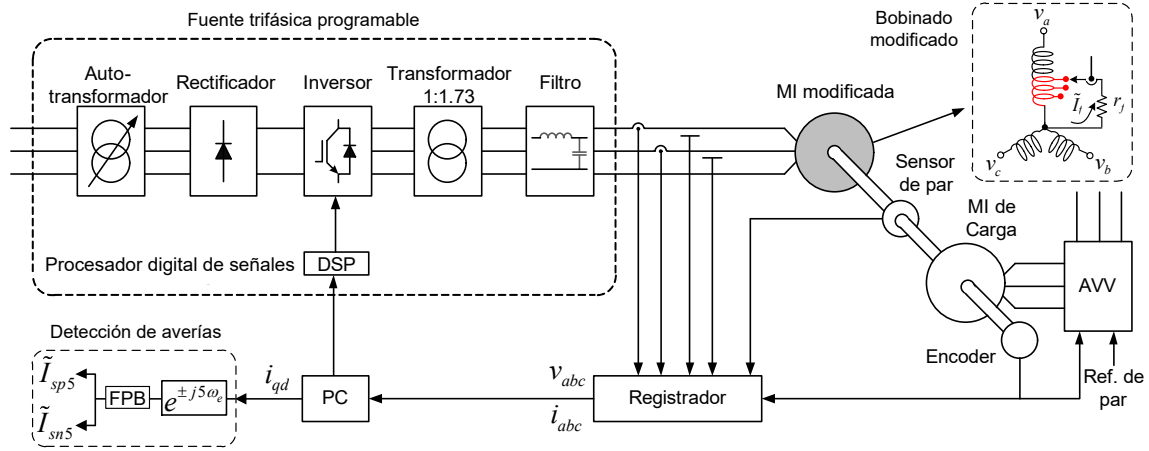 Fuente trifásica programable
Auto-
transformador
Rectificador
Inversor
Transformador
1:1.73
Filtro
Procesador digital de señales
DSP
MI modificada
Bobinado
modificado
v_a
Ĩ_t
r_f
v_c
v_b
Sensor
de par
MI de
Carga
AVV
Encoder
Ref. de
par
Detección de averías
Ĩ_sp5
Ĩ_sn5
FPB
e^±j5ω_e
i_qd
PC
v_abc
i_abc
Registrador